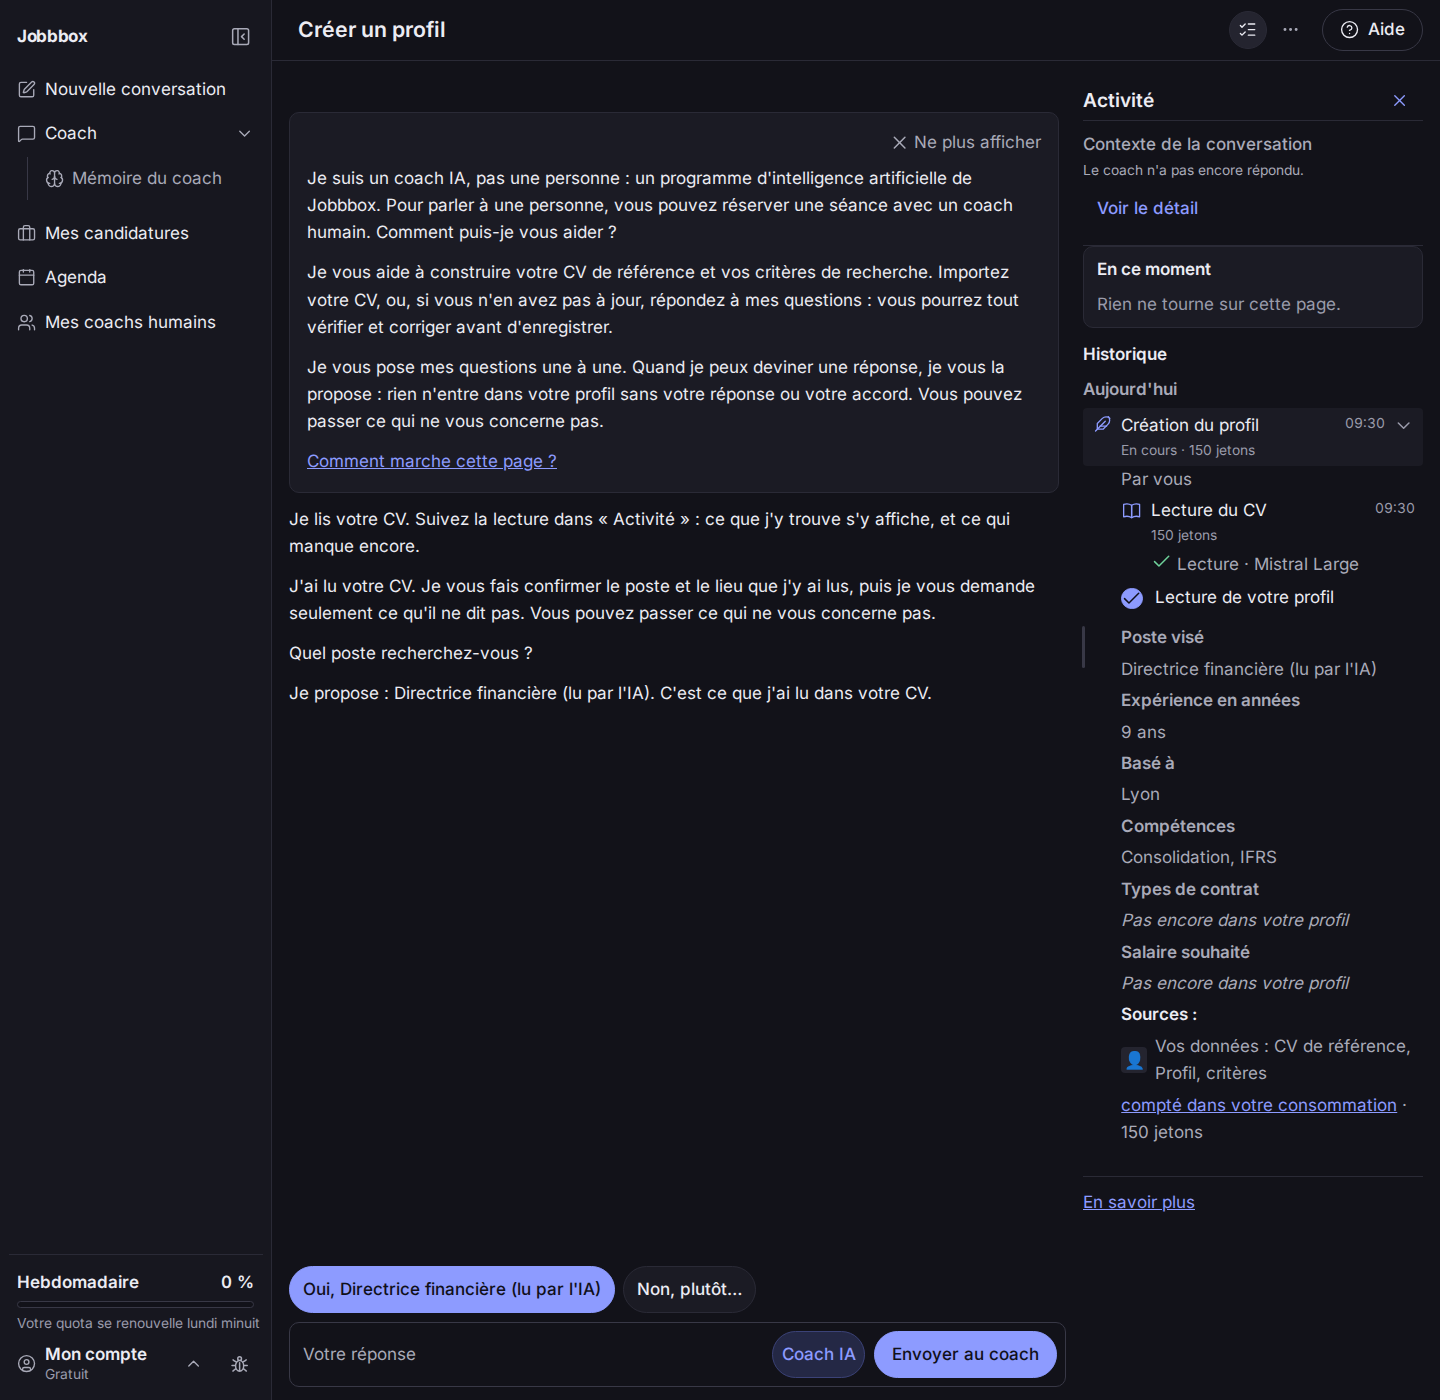 Jobbbox
Nouvelle conversation
Coach
Mémoire du coach
Mes candidatures
Agenda
Mes coachs humains
Hebdomadaire 0 %
Votre quota se renouvelle lundi minuit
Mon compte
Gratuit
Créer un profil
Aide
Ne plus afficher
Je suis un coach IA, pas une personne : un programme d'intelligence artificielle de
Jobbbox. Pour parler à une personne, vous pouvez réserver une séance avec un coach
humain. Comment puis-je vous aider ?
Je vous aide à construire votre CV de référence et vos critères de recherche. Importez
votre CV, ou, si vous n'en avez pas à jour, répondez à mes questions : vous pourrez tout
vérifier et corriger avant d'enregistrer.
Je vous pose mes questions une à une. Quand je peux deviner une réponse, je vous la
propose : rien n'entre dans votre profil sans votre réponse ou votre accord. Vous pouvez
passer ce qui ne vous concerne pas.
Comment marche cette page ?
Je lis votre CV. Suivez la lecture dans « Activité » : ce que j'y trouve s'y affiche, et ce qui
manque encore.
J'ai lu votre CV. Je vous fais confirmer le poste et le lieu que j'y ai lus, puis je vous demande
seulement ce qu'il ne dit pas. Vous pouvez passer ce qui ne vous concerne pas.
Quel poste recherchez-vous ?
Je propose : Directrice financière (lu par l'IA). C'est ce que j'ai lu dans votre CV.
Oui, Directrice financière (lu par l'IA)
Non, plutôt...
Votre réponse
Coach IA
Envoyer au coach
Activité
Contexte de la conversation
Le coach n'a pas encore répondu.
Voir le détail
En ce moment
Rien ne tourne sur cette page.
Historique
Aujourd'hui
Création du profil 09:30
En cours · 150 jetons
Par vous
Lecture du CV 09:30
150 jetons
Lecture · Mistral Large
Lecture de votre profil
Poste visé
Directrice financière (lu par l'IA)
Expérience en années
9 ans
Basé à
Lyon
Compétences
Consolidation, IFRS
Types de contrat
Pas encore dans votre profil
Salaire souhaité
Pas encore dans votre profil
Sources :
Vos données : CV de référence,
Profil, critères
compté dans votre consommation ·
150 jetons
En savoir plus